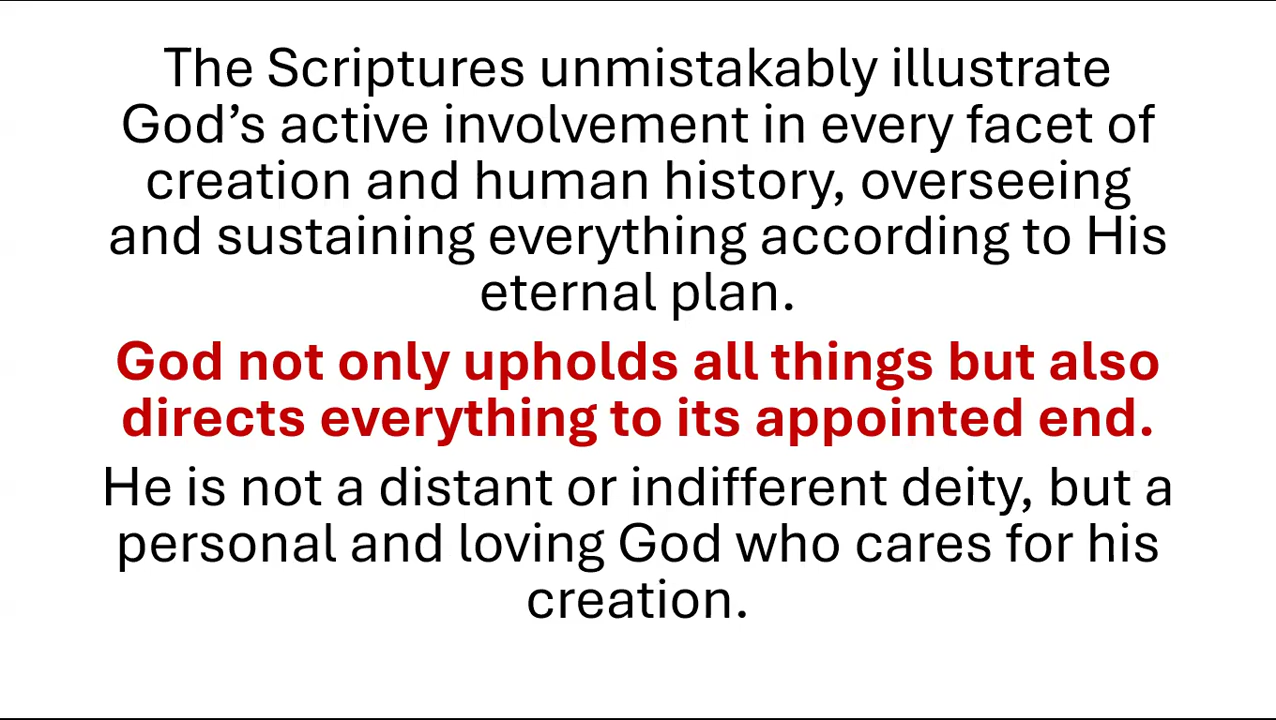 The Scriptures unmistakably illustrate
God’s active involvement in every facet of
creation and human history, overseeing
and sustaining everything according to His
eternal plan.
God not only upholds all things but also
directs everything to its appointed end.
He is not a distant or indifferent deity, but a
personal and loving God who cares for his
creation.